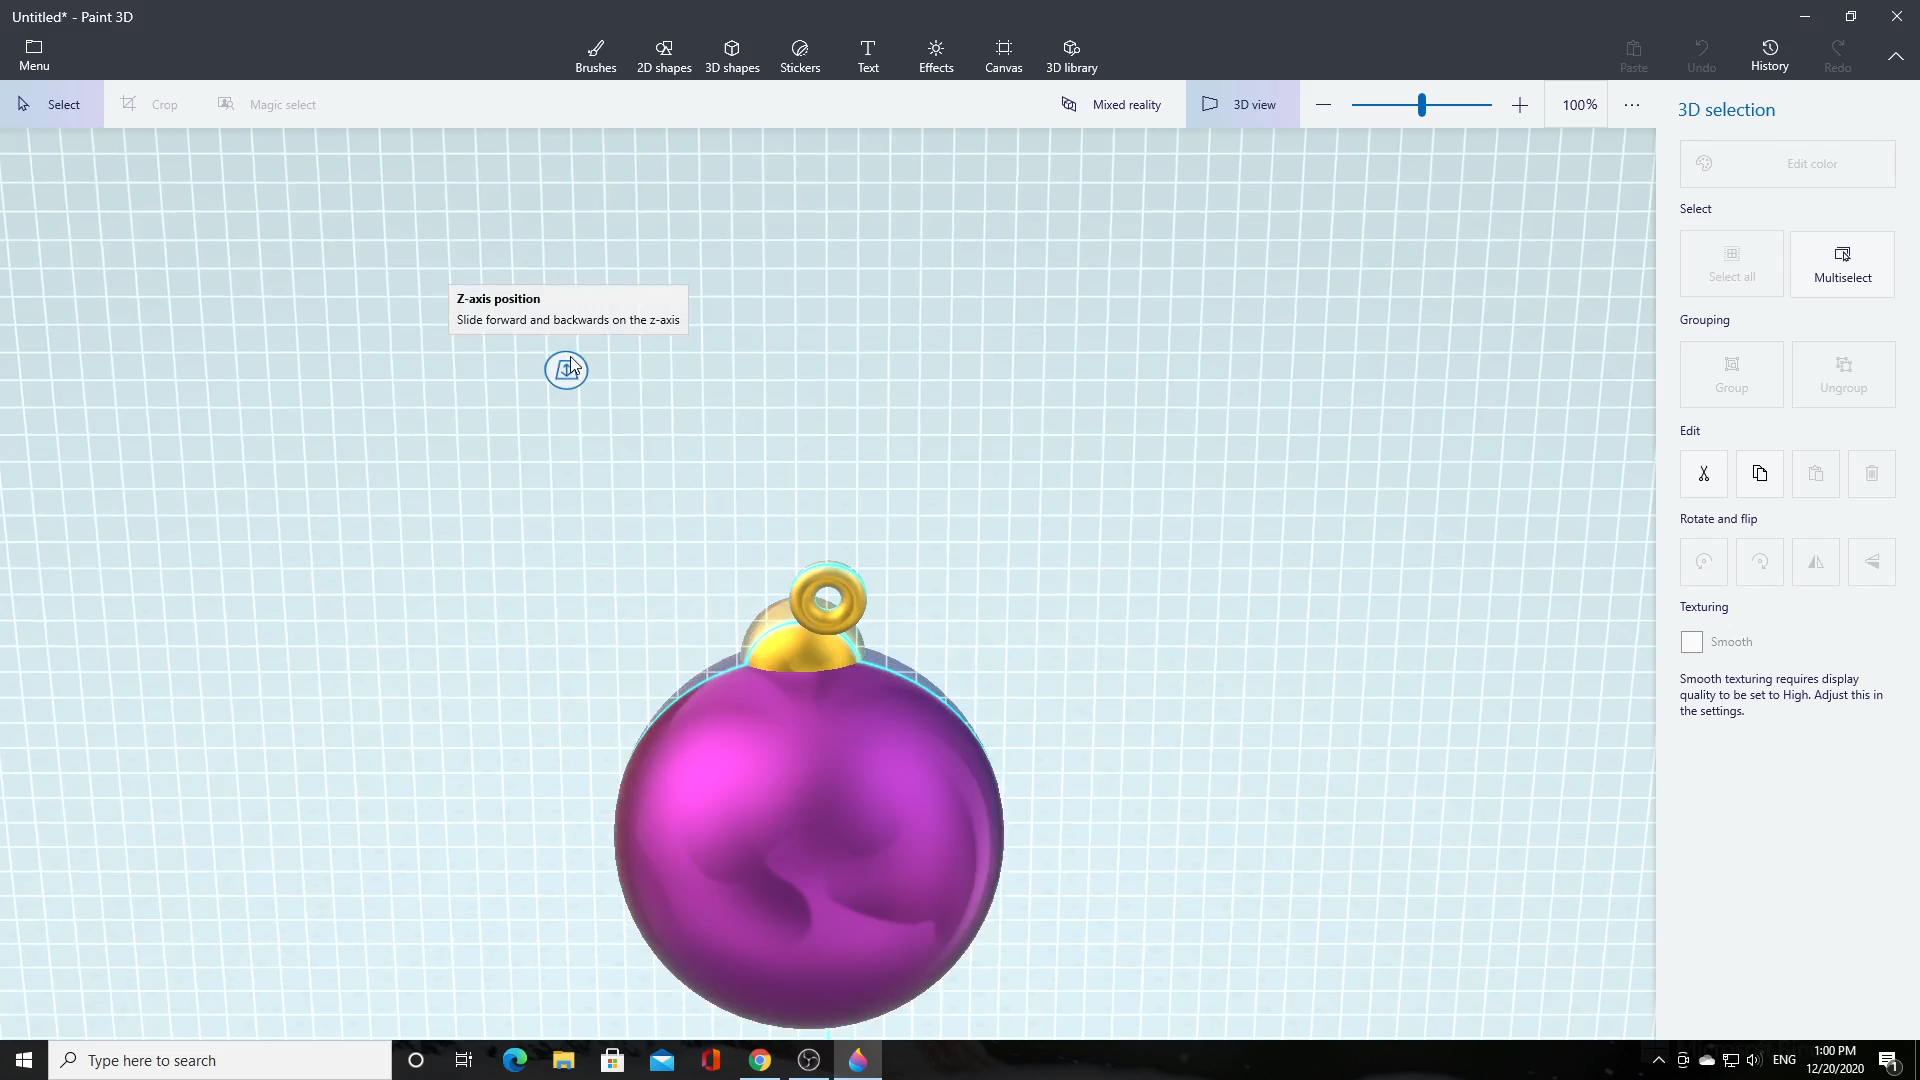 Untitled* - Paint 3D
Menu
Brushes
2D shapes
3D shapes
Stickers
Text
Effects
Canvas
3D library
Paste
Undo
History
Redo
Select
Crop
Magic select
Mixed reality
3D view
100%
3D selection
Edit color
Select
Select all
Multiselect
Z-axis position
Slide forward and backwards on the z-axis
Grouping
Group
Ungroup
Edit
Rotate and flip
Texturing
Smooth
Smooth texturing requires display
quality to be set to High. Adjust this in
the settings.
Type here to search
ENG
1:00 PM
12/20/2020
1